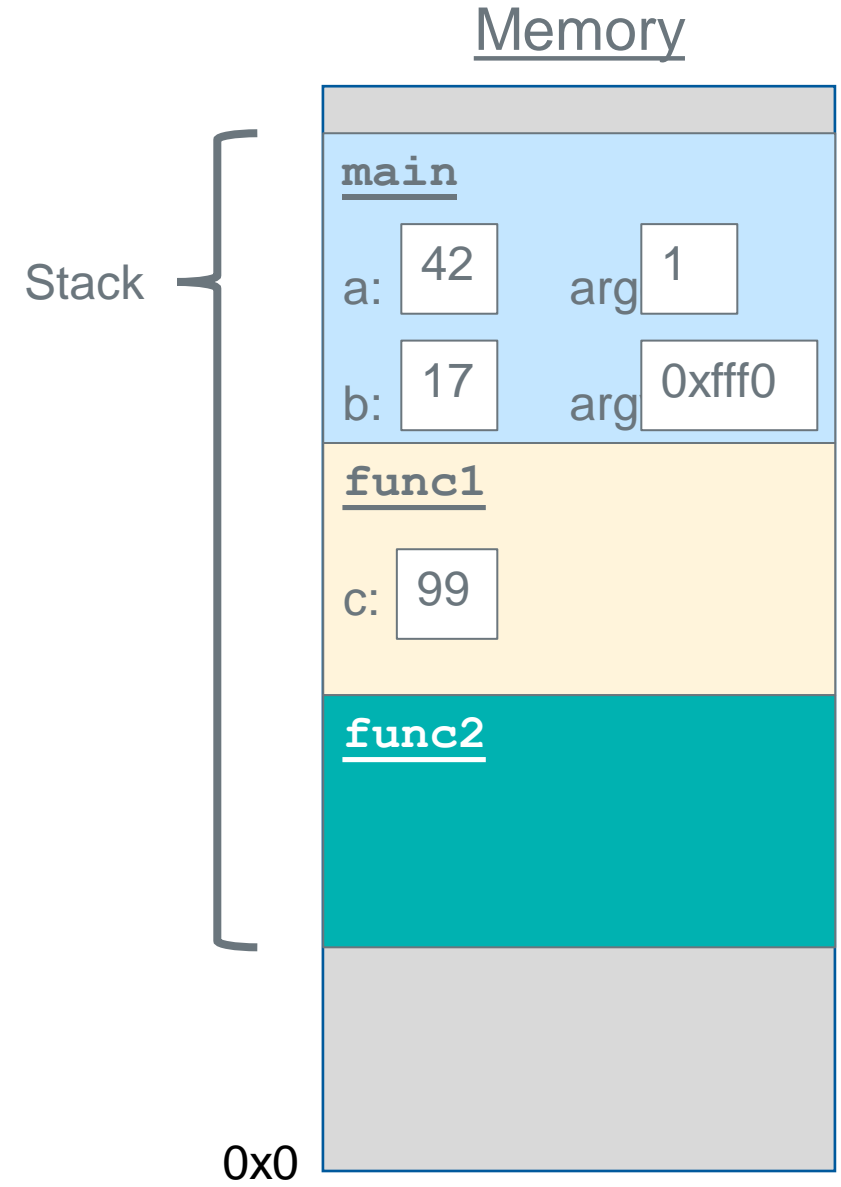 Memory
main
Stack
a: 42 arg 1
b: 17 arg 0xfff0
func1
c: 99
func2
0x0